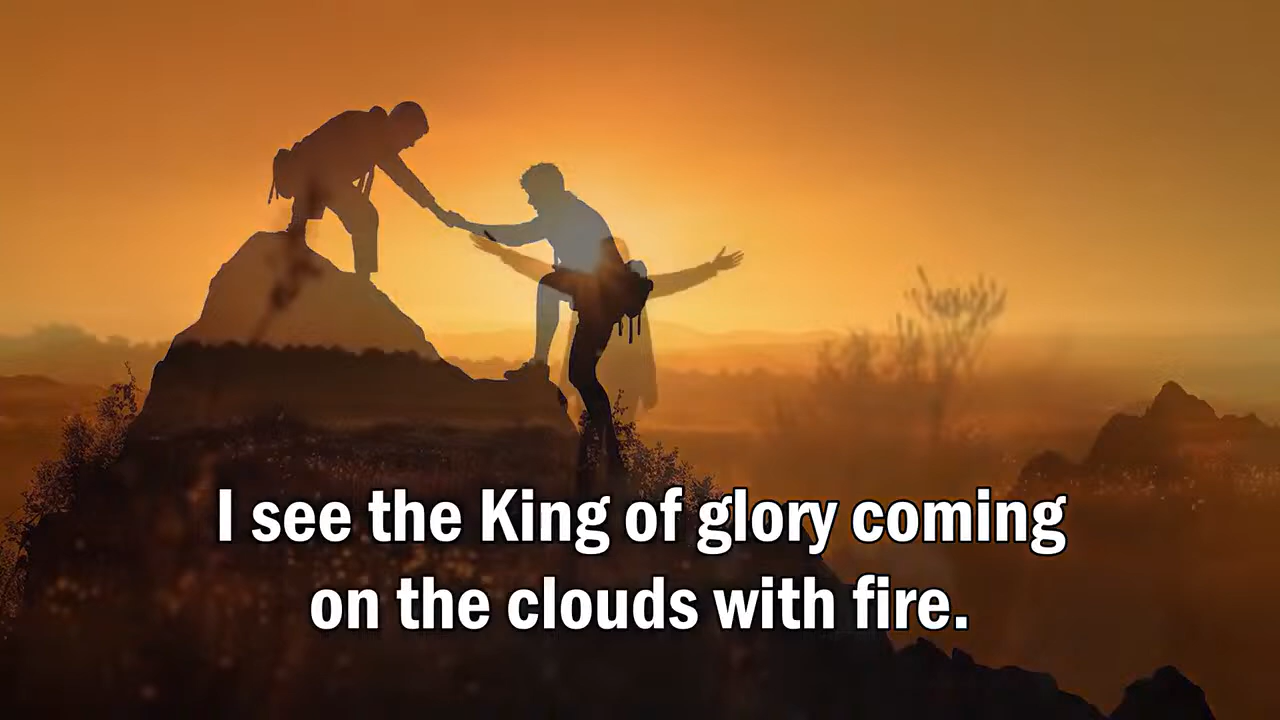 I see the King of glory coming
on the clouds with fire.